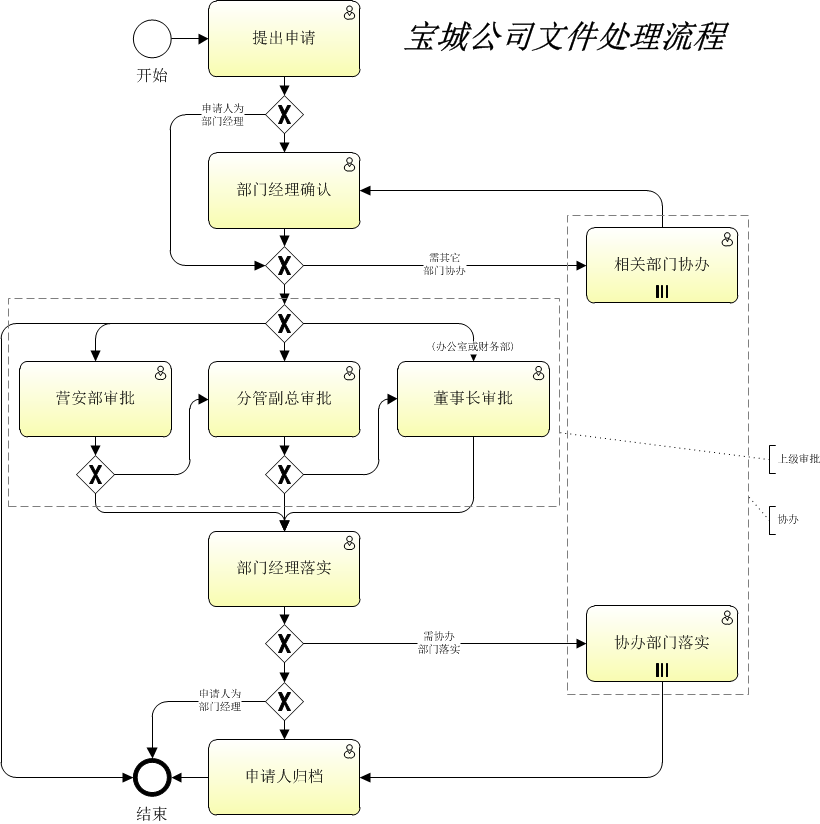 宝城公司文件处理流程
提出申请
开始
申请人为
部门经理
部门经理确认
需其它
部门协办
相关部门协办
(办公室或财务部)
营安部审批
分管副总审批
董事长审批
上级审批
协办
部门经理落实
需协办
部门落实
协办部门落实
申请人为
部门经理
申请人归档
结束